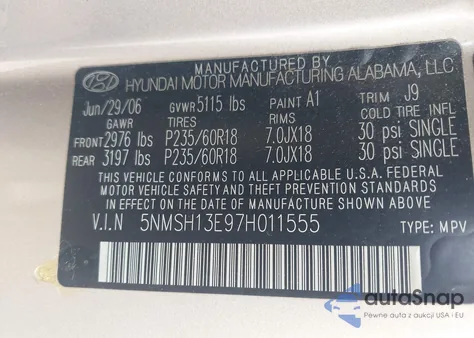 MANUFACTURED BY
HYUNDAI MOTOR MANUFACTURING ALABAMA, LLC
Jun/29/06 GVWR 5115 lbs PAINT A1 TRIM J9
GAWR TIRES RIMS COLD TIRE INFL
FRONT 2976 lbs P235/60R18 7.0JX18 30 psi SINGLE
REAR 3197 lbs P235/60R18 7.0JX18 30 psi SINGLE
THIS VEHICLE CONFORMS TO ALL APPLICABLE U.S.A. FEDERAL
MOTOR VEHICLE SAFETY AND THEFT PREVENTION STANDARDS
IN EFFECT ON THE DATE OF MANUFACTURE SHOWN ABOVE.
V.I.N 5NMSH13E97H011555 TYPE: MPV
autoSnap
Pewne auta z USA i EU